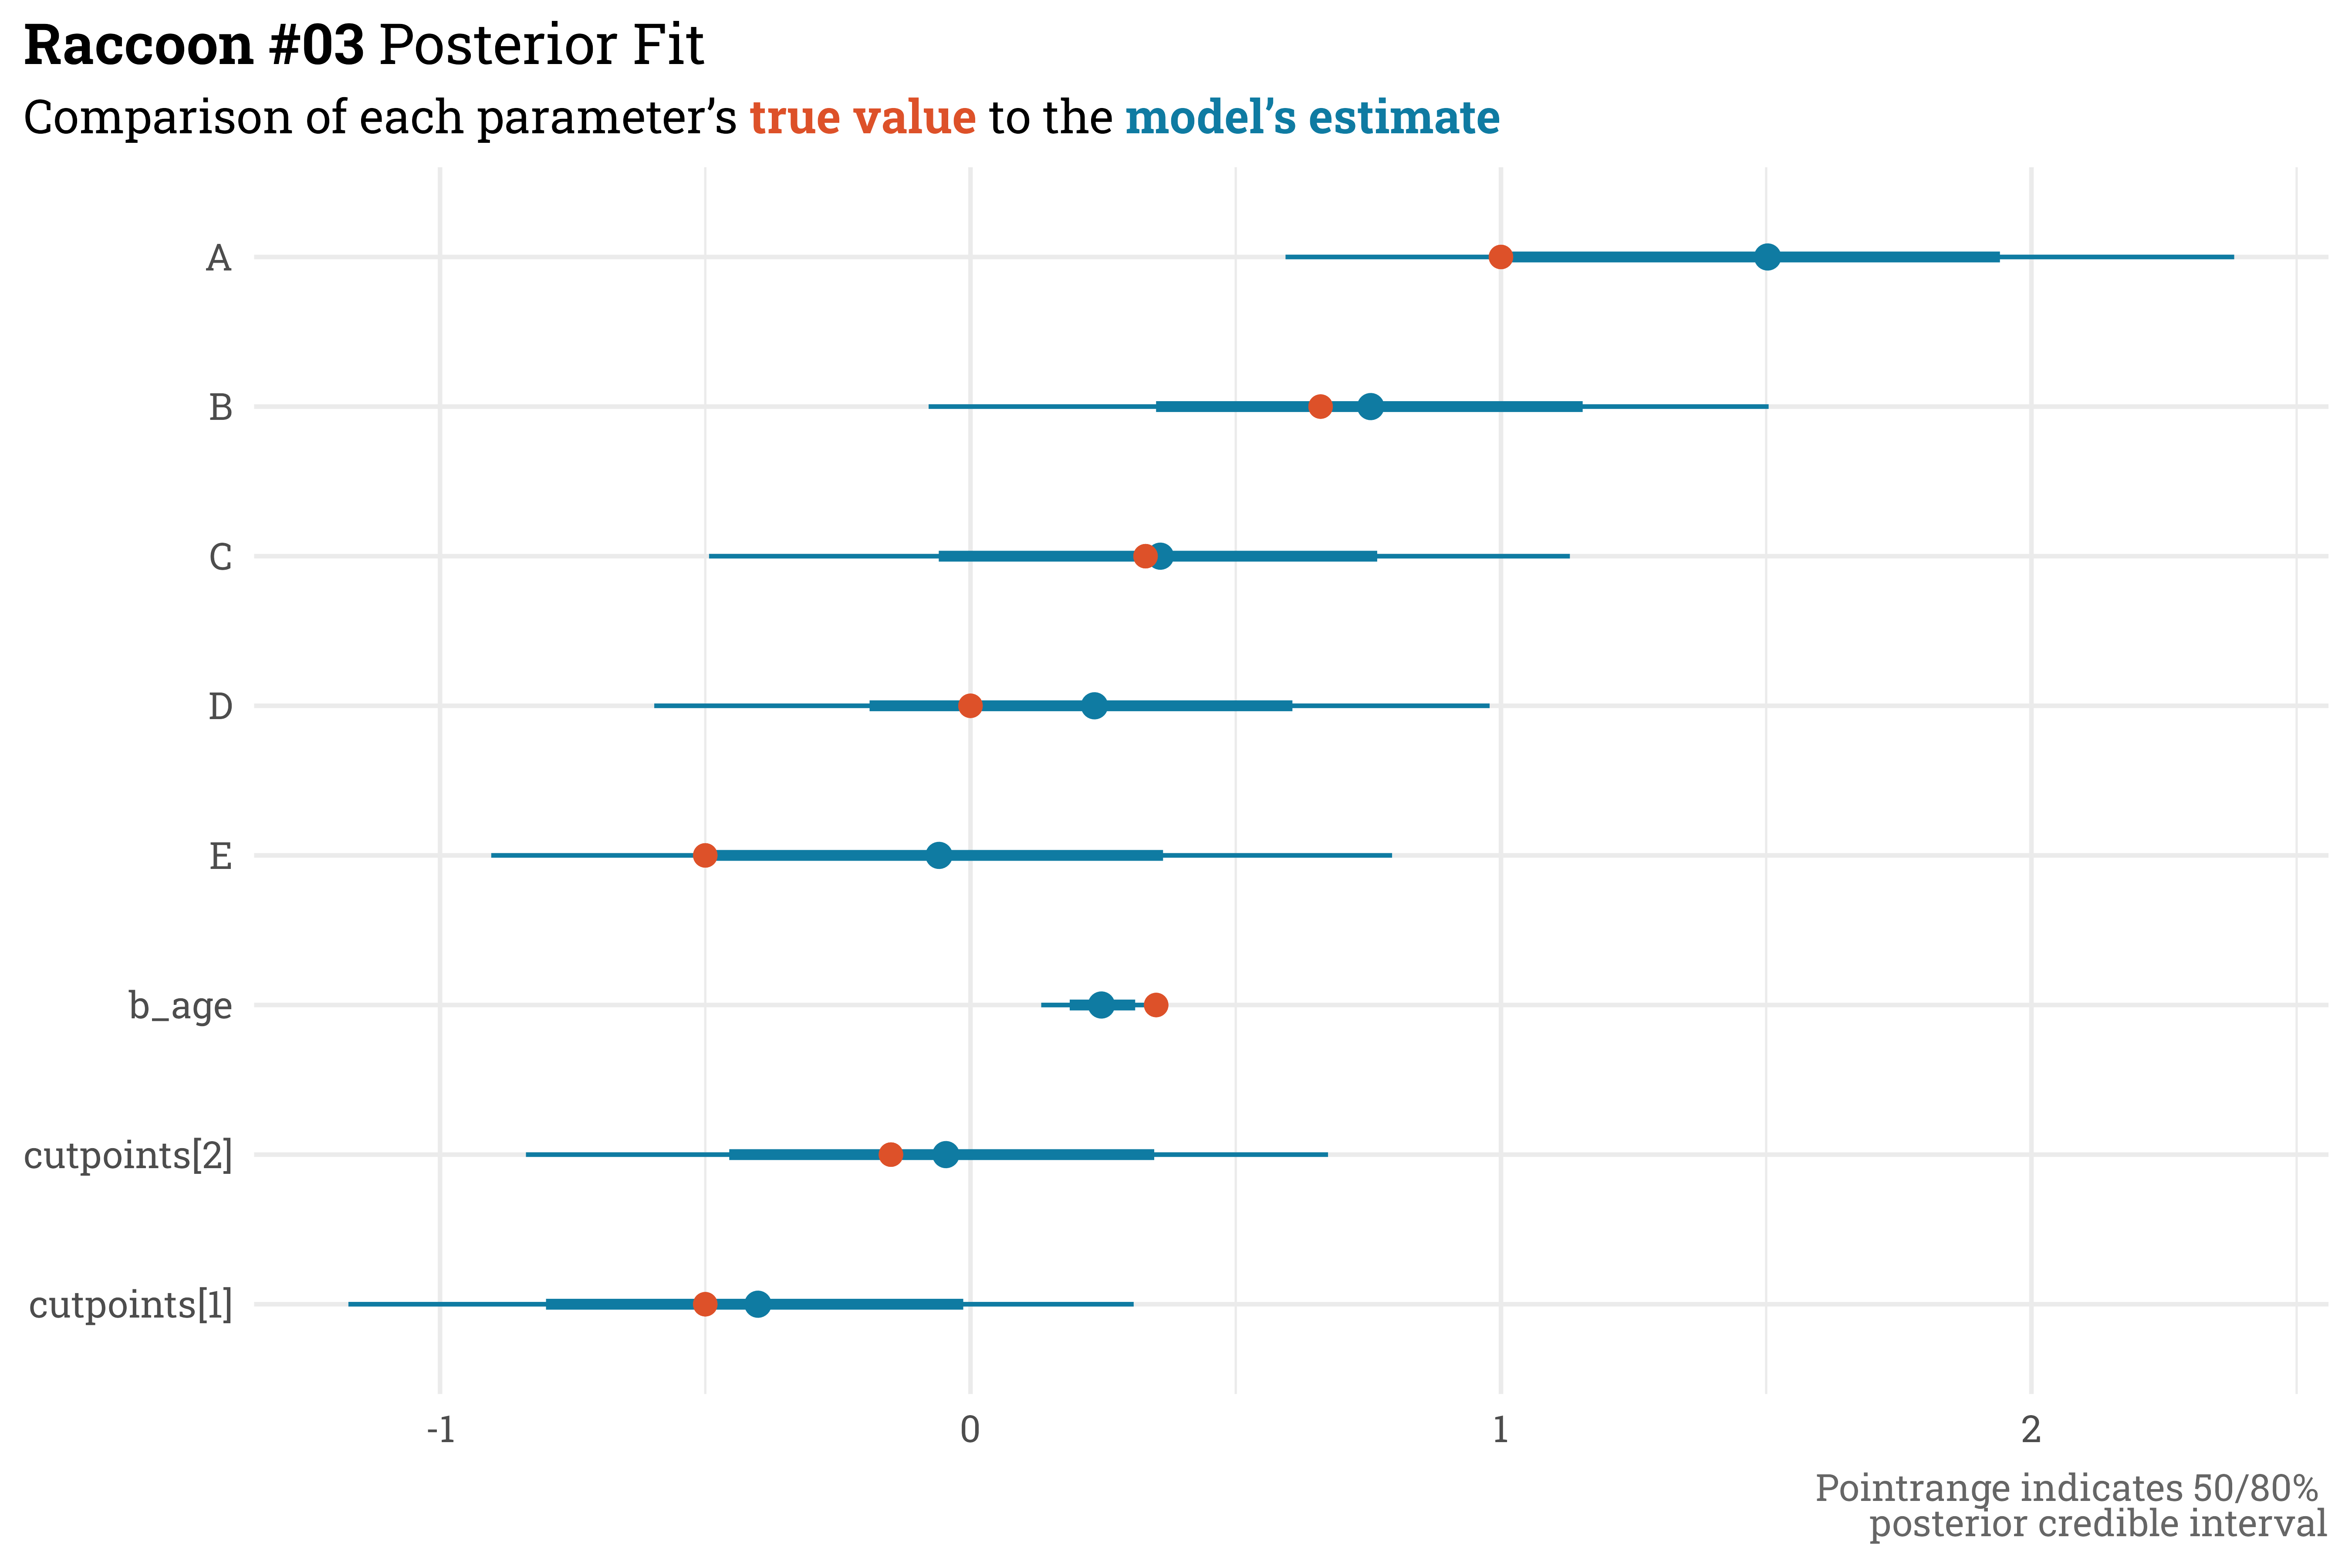 Raccoon #03 Posterior Fit
Comparison of each parameter’s true value to the model’s estimate
A
B
C
D
E
b_age
cutpoints[2]
cutpoints[1]
-1 0 1 2
Pointrange indicates 50/80%
posterior credible interval